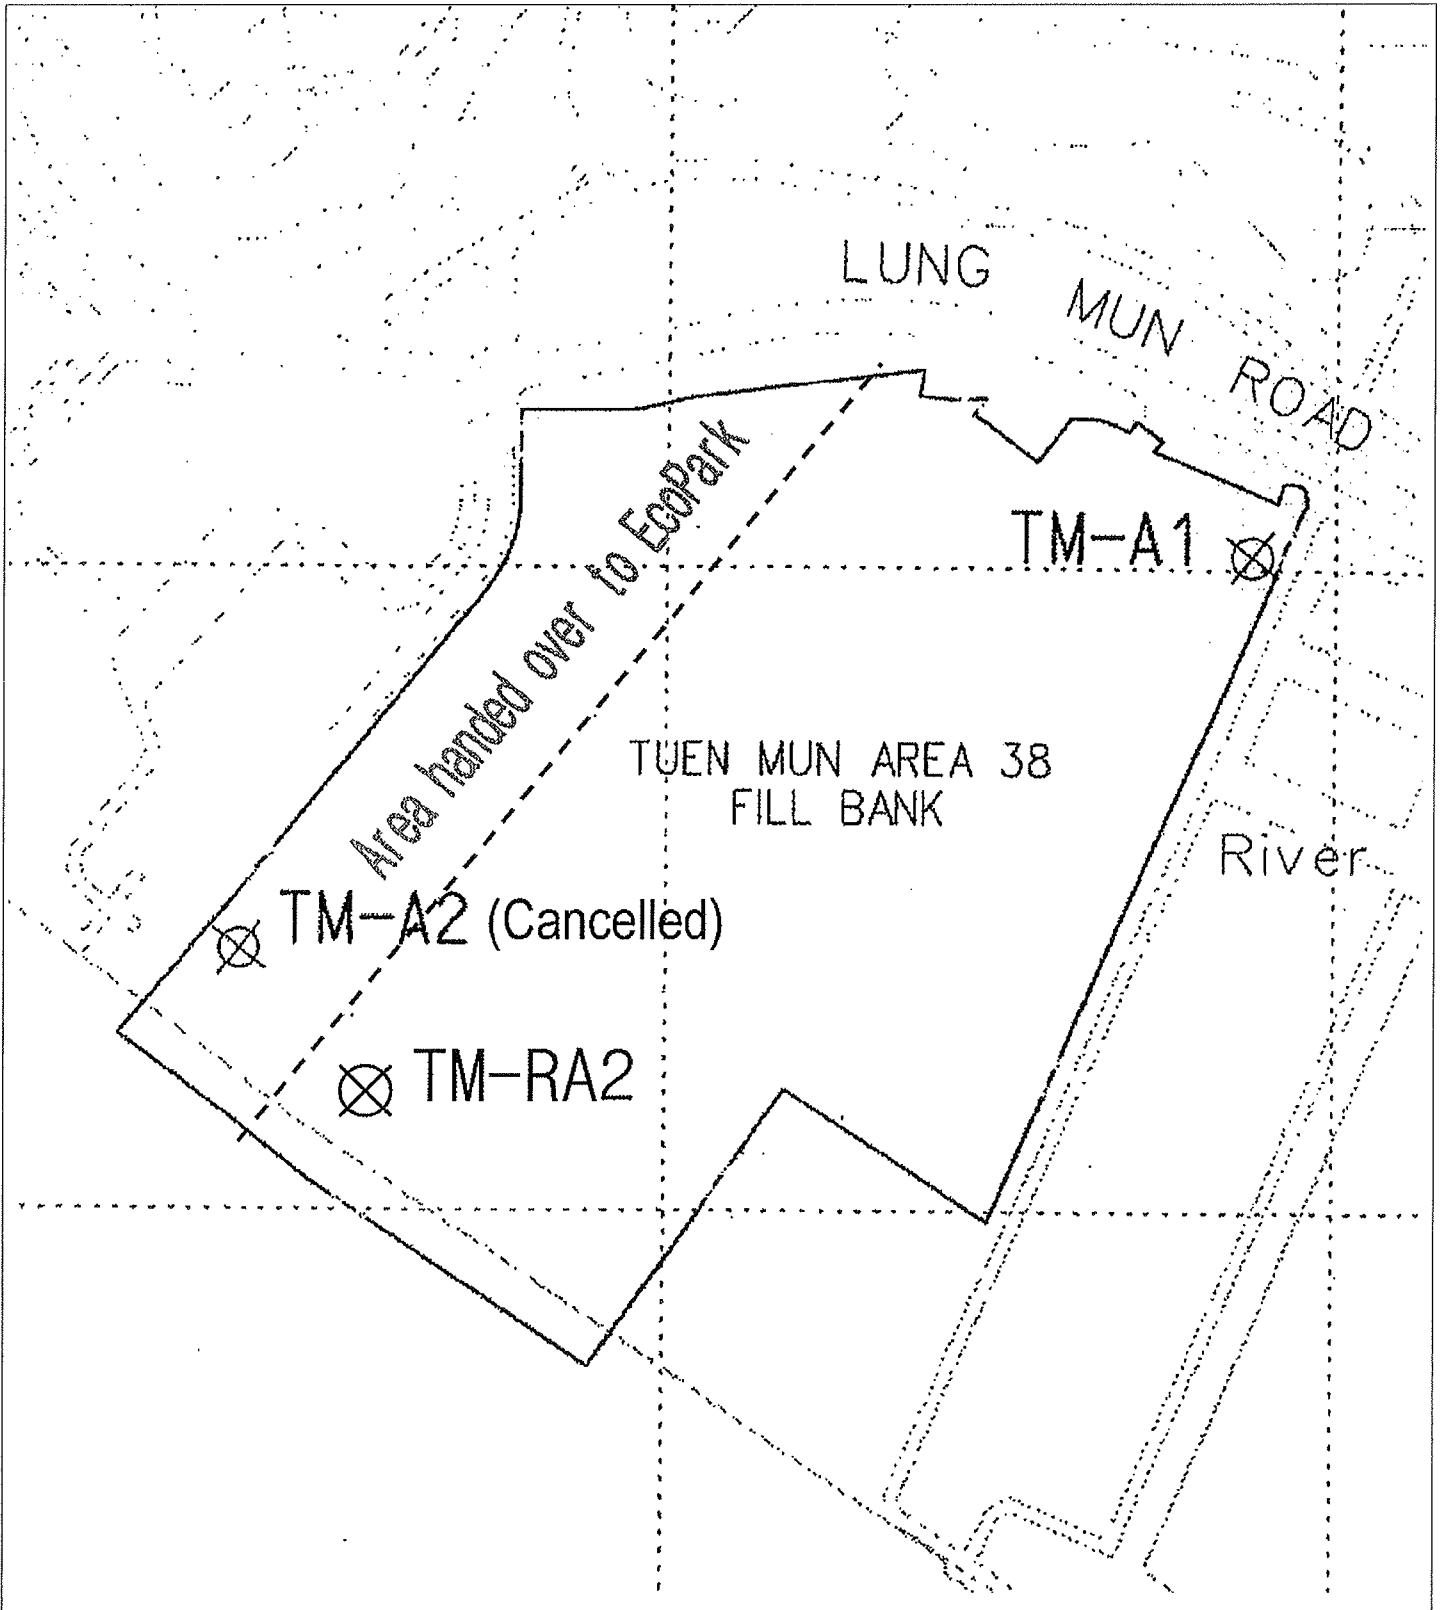 LUNG MUN ROAD
Area handed over to EcoPark
TM-A1
TUEN MUN AREA 38
FILL BANK
River
TM-A2 (Cancelled)
TM-RA2